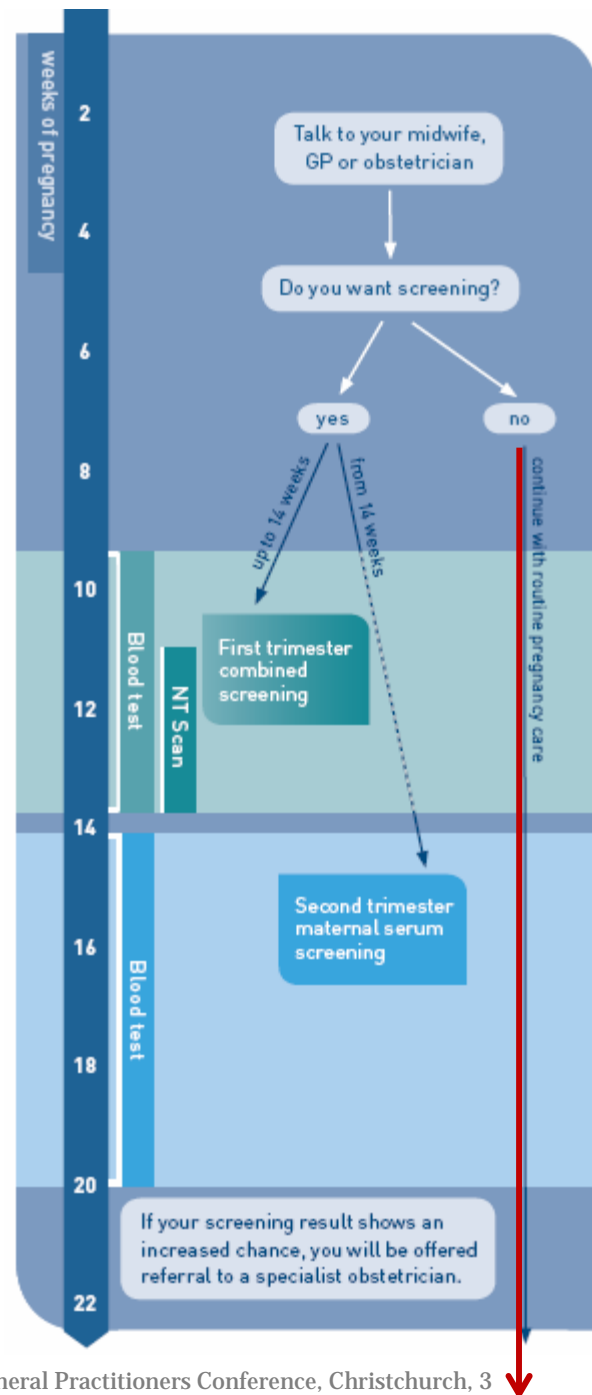 weeks of pregnancy
2
4
6
8
10
12
14
16
18
20
22
Talk to your midwife,
GP or obstetrician
Do you want screening?
yes
no
up to 14 weeks
from 14 weeks
continue with routine pregnancy care
Blood test
NT Scan
First trimester
combined
screening
Blood test
Second trimester
maternal serum
screening
If your screening result shows an
increased chance, you will be offered
referral to a specialist obstetrician.
neral Practitioners Conference, Christchurch, 3